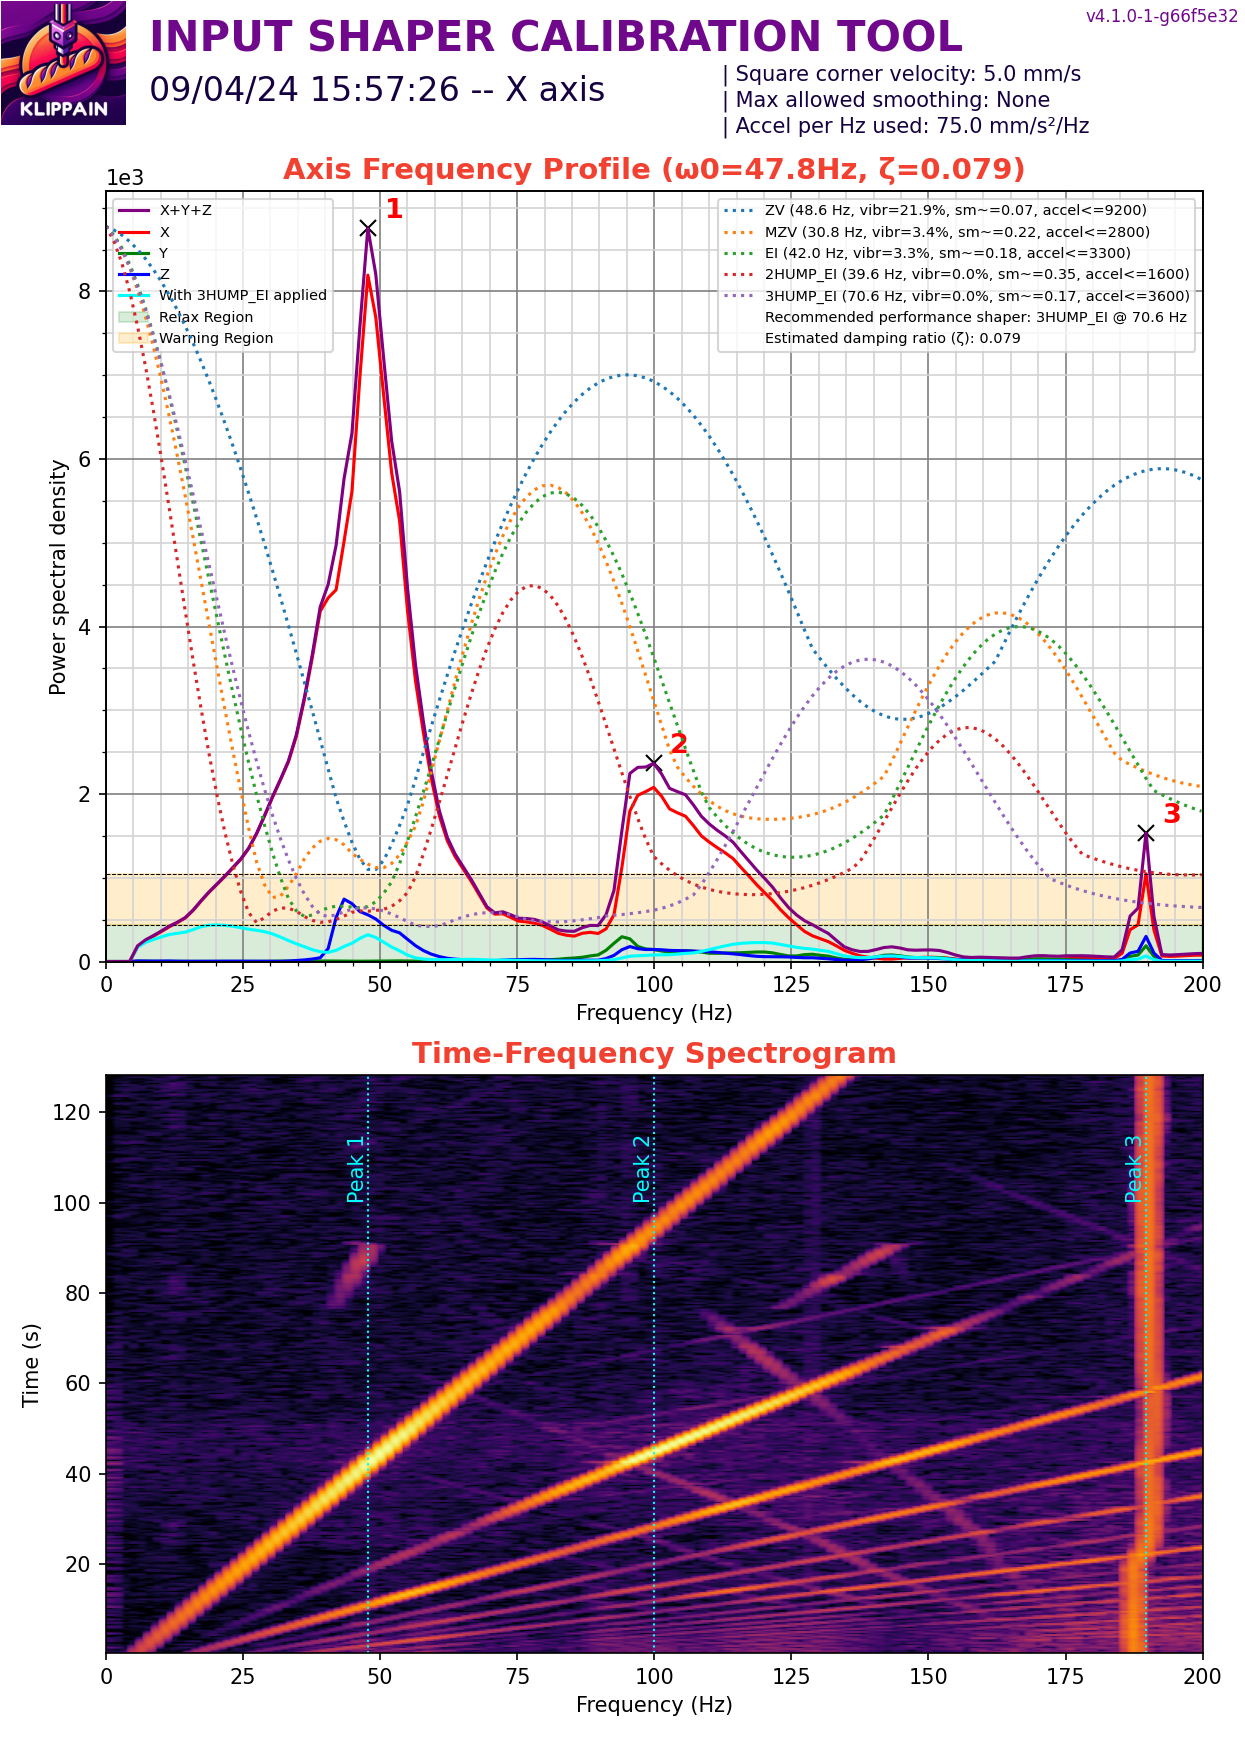 v4.1.0-1-g66f5e32
INPUT SHAPER CALIBRATION TOOL
KLIPPAIN
09/04/24 15:57:26 -- X axis
| Square corner velocity: 5.0 mm/s
| Max allowed smoothing: None
| Accel per Hz used: 75.0 mm/s²/Hz
Axis Frequency Profile (ω0=47.8Hz, ζ=0.079)
1e3
X+Y+Z
X
Y
Z
With 3HUMP_EI applied
Relax Region
Warning Region
ZV (48.6 Hz, vibr=21.9%, sm~=0.07, accel<=9200)
MZV (30.8 Hz, vibr=3.4%, sm~=0.22, accel<=2800)
EI (42.0 Hz, vibr=3.3%, sm~=0.18, accel<=3300)
2HUMP_EI (39.6 Hz, vibr=0.0%, sm~=0.35, accel<=1600)
3HUMP_EI (70.6 Hz, vibr=0.0%, sm~=0.17, accel<=3600)
Recommended performance shaper: 3HUMP_EI @ 70.6 Hz
Estimated damping ratio (ζ): 0.079
1
2
3
Power spectral density
8
6
4
2
0
0 25 50 75 100 125 150 175 200
Frequency (Hz)
Time-Frequency Spectrogram
Peak 1
Peak 2
Peak 3
Time (s)
120
100
80
60
40
20
0 25 50 75 100 125 150 175 200
Frequency (Hz)